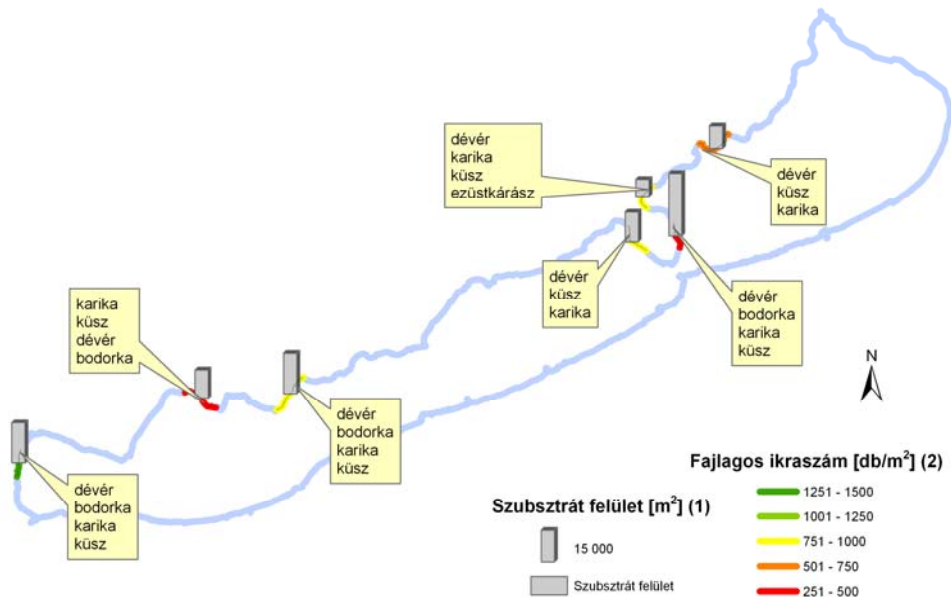 dévér
karika
küsz
ezüstkárász
dévér
küsz
karika
dévér
küsz
karika
dévér
bodorka
karika
küsz
karika
küsz
dévér
bodorka
dévér
bodorka
karika
küsz
dévér
bodorka
karika
küsz
N
Szubsztrát felület [m²] (1)
15 000
Szubsztrát felület
Fajlagos ikraszám [db/m²] (2)
1251 - 1500
1001 - 1250
751 - 1000
501 - 750
251 - 500